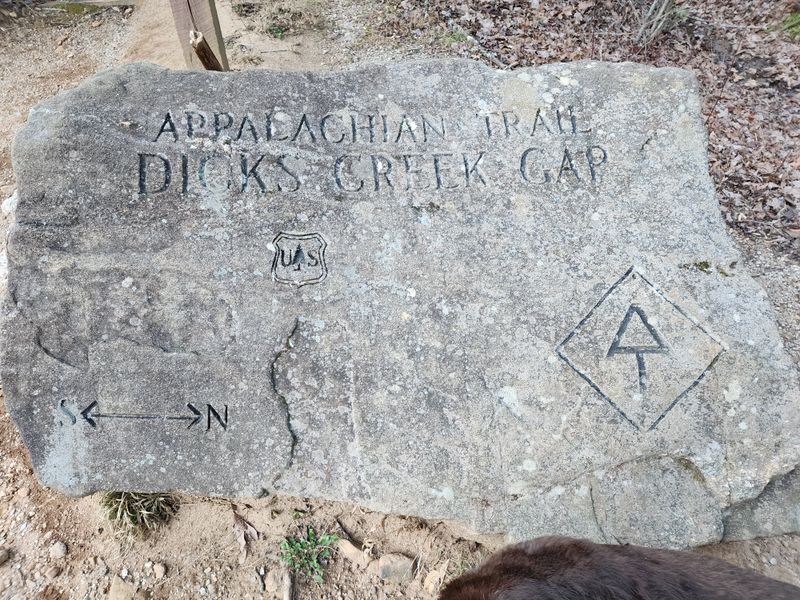 APPALACHIAN TRAIL
DICKS CREEK GAP
US
S N